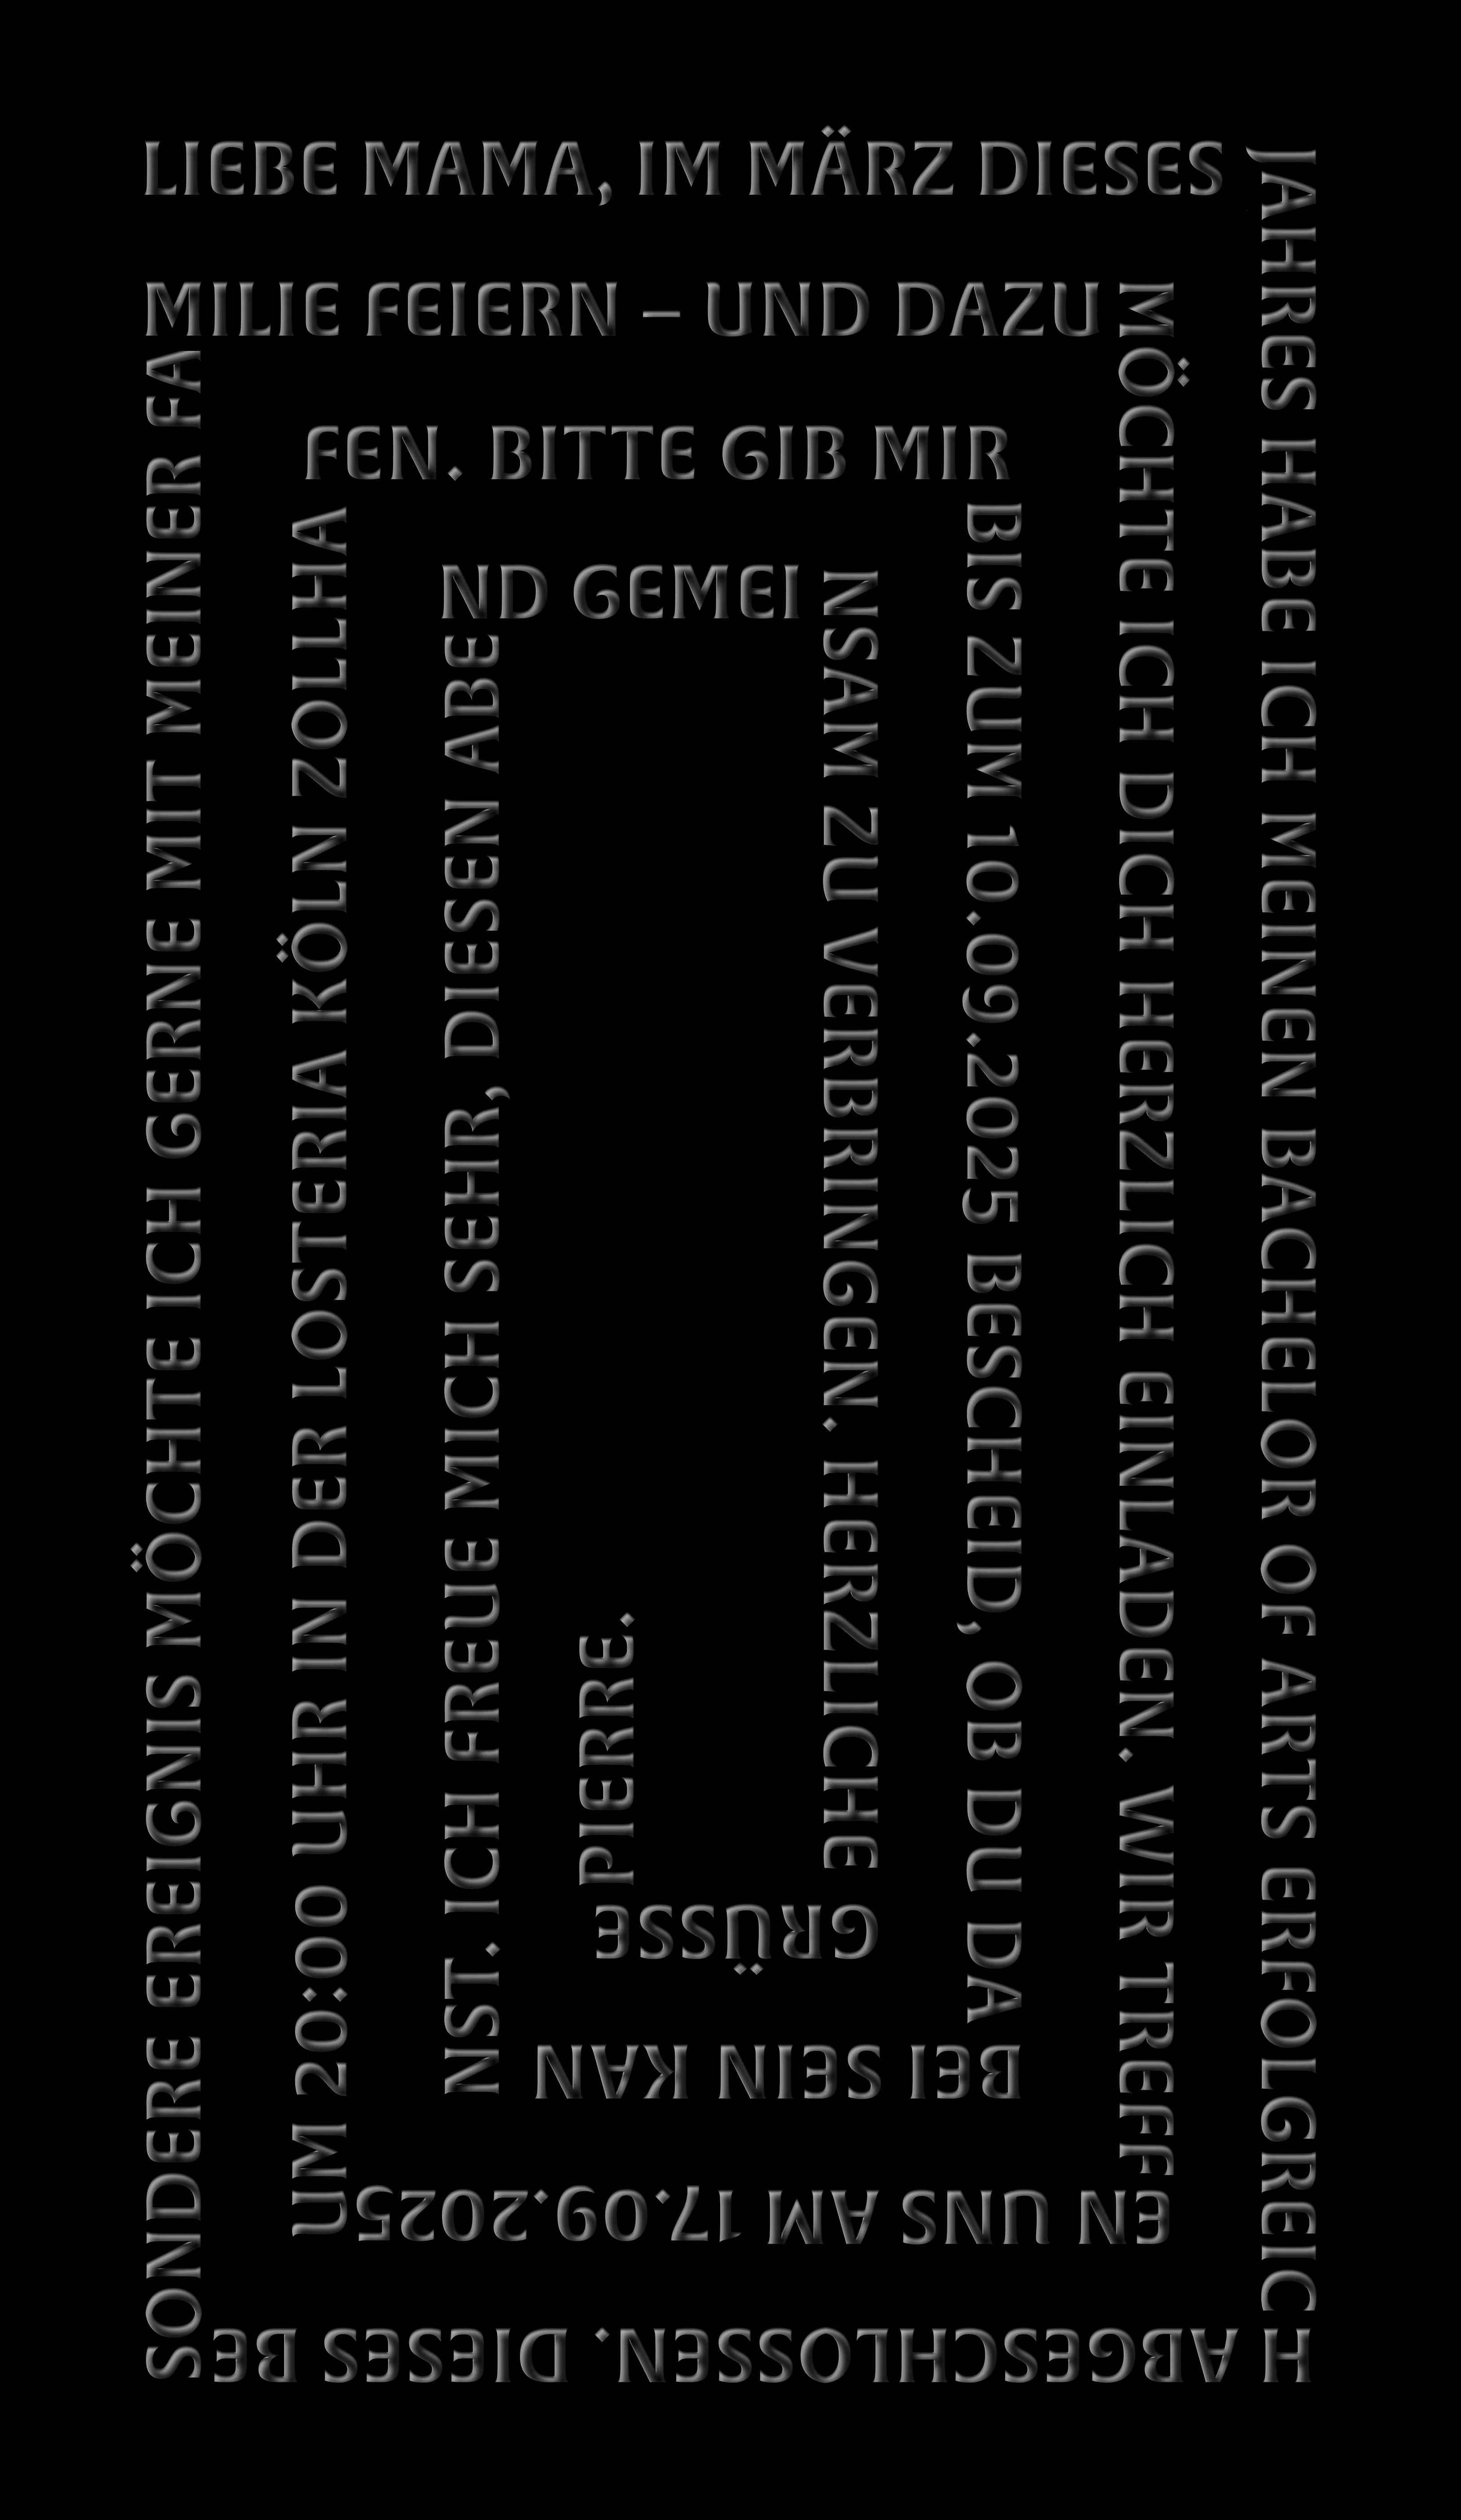 LIEBE MAMA, IM MÄRZ DIESES
JAHRES HABE ICH MEINEN BACHELOR OF ARTS ERFOLGREIC
H ABGESCHLOSSEN. DIESES BE
SONDERE EREIGNIS MÖCHTE ICH GERNE MIT MEINER FA
MILIE FEIERN – UND DAZU
MÖCHTE ICH DICH HERZLICH EINLADEN. WIR TREFF
EN UNS AM 17.09.2025
UM 20:00 UHR IN DER LOSTERIA KÖLN ZOLLHA
FEN. BITTE GIB MIR
BIS ZUM 10.09.2025 BESCHEID, OB DU DA
BEI SEIN KAN
NST. ICH FREUE MICH SEHR, DIESEN ABE
ND GEMEI
NSAM ZU VERBRINGEN. HERZLICHE
GRÜSSE
PIERRE.